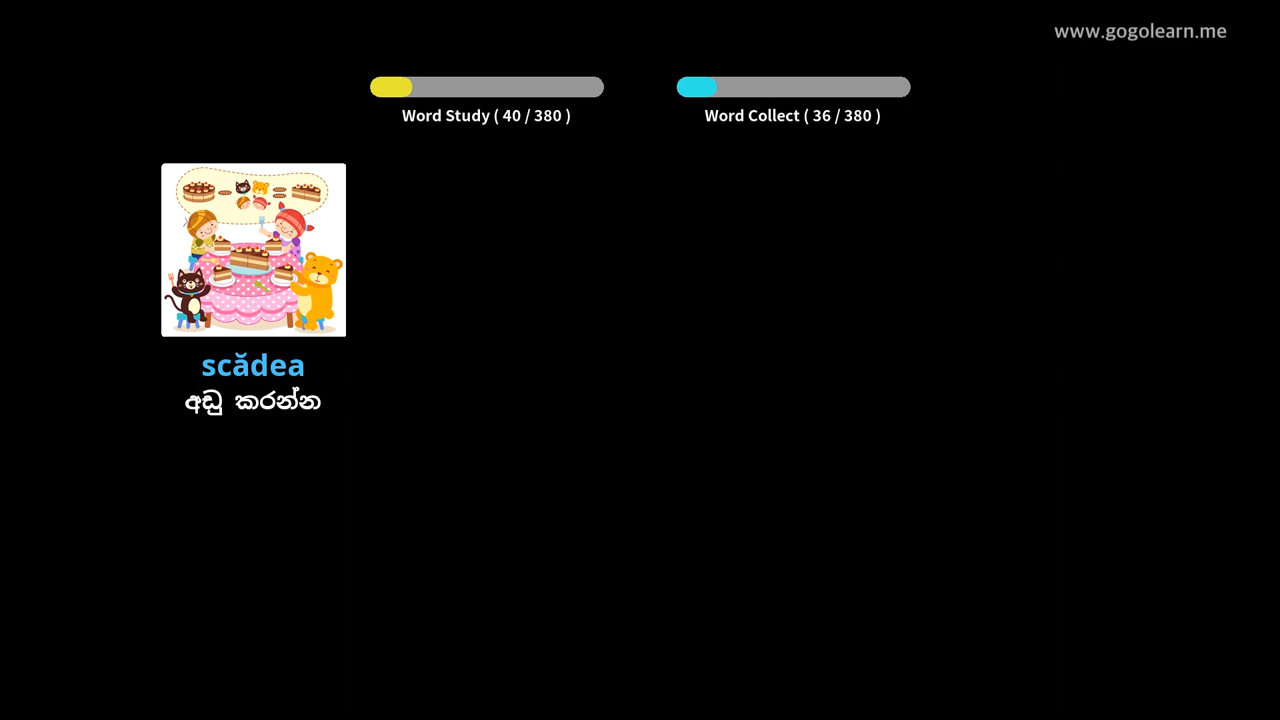 www.gogolearn.me
Word Study ( 40 / 380 )
Word Collect ( 36 / 380 )
scădea
අඩු කරන්න